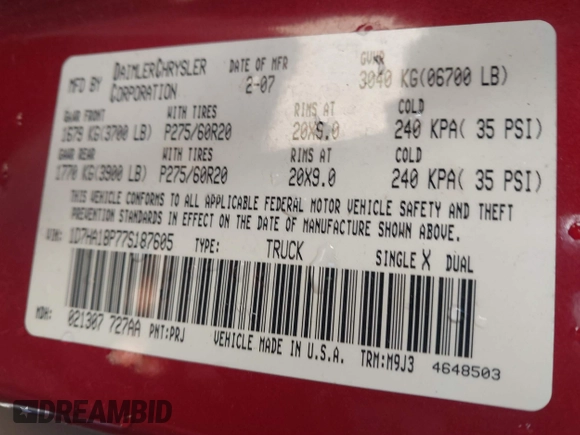 MFD BY DAIMLERCHRYSLER CORPORATION
DATE OF MFR 2-07
GVWR 3040 KG(06700 LB)
GAWR FRONT WITH TIRES RIMS AT COLD
1679 KG(3700 LB) P275/60R20 20X9.0 240 KPA( 35 PSI)
GAWR REAR WITH TIRES RIMS AT COLD
1770 KG(3900 LB) P275/60R20 20X9.0 240 KPA( 35 PSI)
THIS VEHICLE CONFORMS TO ALL APPLICABLE FEDERAL MOTOR VEHICLE SAFETY AND THEFT
PREVENTION STANDARDS IN EFFECT ON THE DATE OF MANUFACTURE SHOWN ABOVE.
VIN: 1D7HA18P77S187605 TYPE: TRUCK SINGLE X DUAL
MDH: 021307 727AA PNT:PRJ VEHICLE MADE IN U.S.A. TRM:M9J3 4648503
DREAMBID